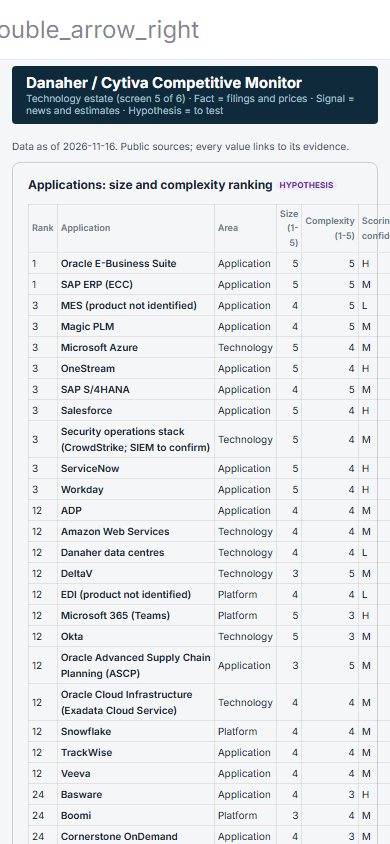 ouble_arrow_right
Danaher / Cytiva Competitive Monitor
Technology estate (screen 5 of 6) · Fact = filings and prices · Signal =
news and estimates · Hypothesis = to test
Data as of 2026-11-16. Public sources; every value links to its evidence.
Applications: size and complexity ranking HYPOTHESIS
Rank Application Area Size (1-5) Complexity (1-5) Scorin confid
1 Oracle E-Business Suite Application 5 5 H
1 SAP ERP (ECC) Application 5 5 M
3 MES (product not identified) Application 4 5 L
3 Magic PLM Application 4 5 M
3 Microsoft Azure Technology 5 4 M
3 OneStream Application 5 4 H
3 SAP S/4HANA Application 4 5 M
3 Salesforce Application 5 4 H
3 Security operations stack (CrowdStrike; SIEM to confirm) Technology 5 4 M
3 ServiceNow Application 5 4 H
3 Workday Application 5 4 H
12 ADP Application 4 4 M
12 Amazon Web Services Technology 4 4 M
12 Danaher data centres Technology 4 4 L
12 DeltaV Technology 3 5 M
12 EDI (product not identified) Platform 4 4 L
12 Microsoft 365 (Teams) Platform 5 3 H
12 Okta Technology 5 3 M
12 Oracle Advanced Supply Chain Planning (ASCP) Application 3 5 M
12 Oracle Cloud Infrastructure (Exadata Cloud Service) Technology 4 4 M
12 Snowflake Platform 4 4 M
12 TrackWise Application 4 4 M
12 Veeva Application 4 4 M
24 Basware Application 4 3 H
24 Boomi Platform 3 4 M
24 Cornerstone OnDemand Application 4 3 M